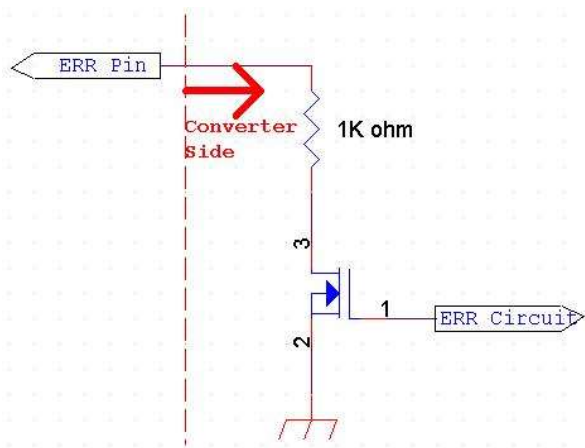 ERR Pin
Converter
Side
1K ohm
3
1
ERR Circuit
2